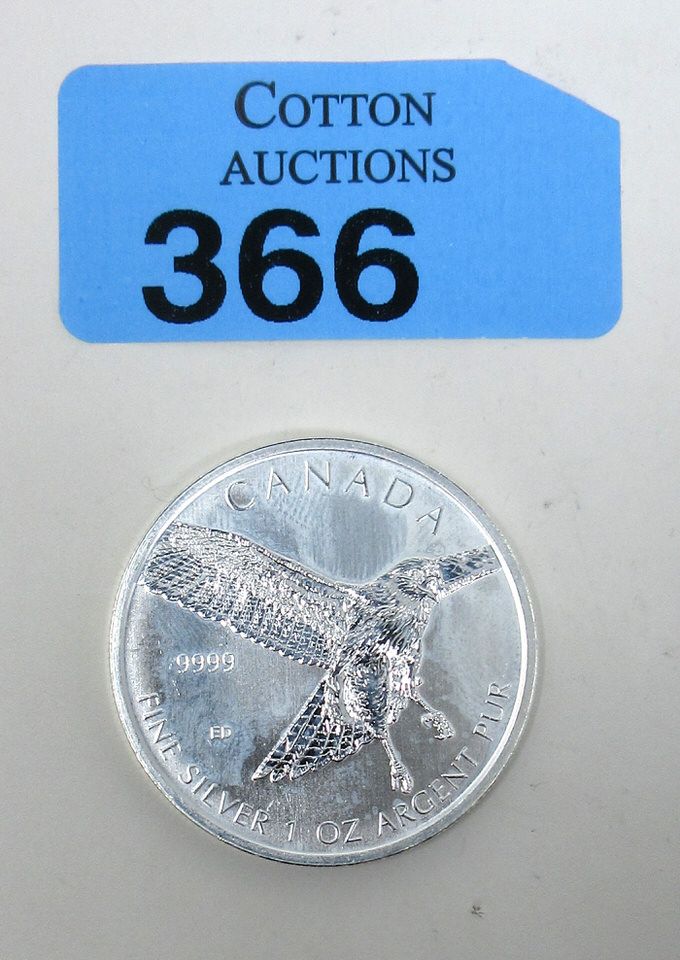 COTTON
AUCTIONS
366
CANADA
9999
ED
FINE SILVER 1 OZ ARGENT PUR